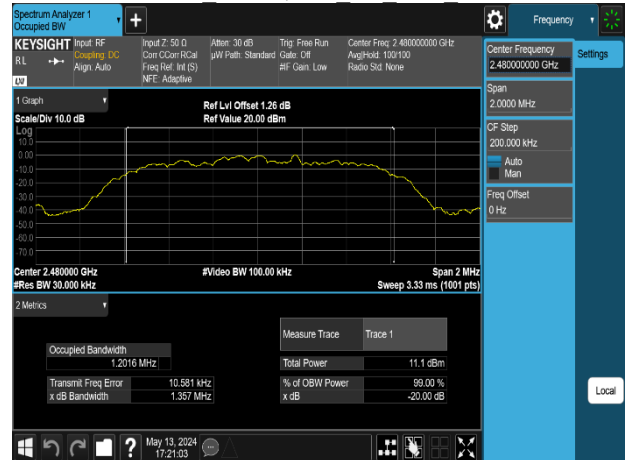 Spectrum Analyzer 1
Occupied BW
+
Frequency
KEYSIGHT
RL
LXI
Input: RF
Coupling: DC
Align: Auto
Input Z: 50 Ω
Corr CCorr RCal
Freq Ref: Int (S)
NFE: Adaptive
Atten: 30 dB
µW Path: Standard
Trig: Free Run
Gate: Off
#IF Gain: Low
Center Freq: 2.480000000 GHz
Avg|Hold: 100/100
Radio Std: None
Center Frequency
2.480000000 GHz
Settings
Span
2.0000 MHz
CF Step
200.000 kHz
Auto
Man
Freq Offset
0 Hz
Local
1 Graph
Scale/Div 10.0 dB
Ref Lvl Offset 1.26 dB
Ref Value 20.00 dBm
Log
10.0
0.00
-10.0
-20.0
-30.0
-40.0
-50.0
-60.0
-70.0
Center 2.480000 GHz
#Video BW 100.00 kHz
Span 2 MHz
#Res BW 30.000 kHz
Sweep 3.33 ms (1001 pts)
2 Metrics
Measure Trace Trace 1
Occupied Bandwidth
1.2016 MHz
Total Power 11.1 dBm
Transmit Freq Error 10.581 kHz
% of OBW Power 99.00 %
x dB Bandwidth 1.357 MHz
x dB -20.00 dB
?
May 13, 2024
17:21:03